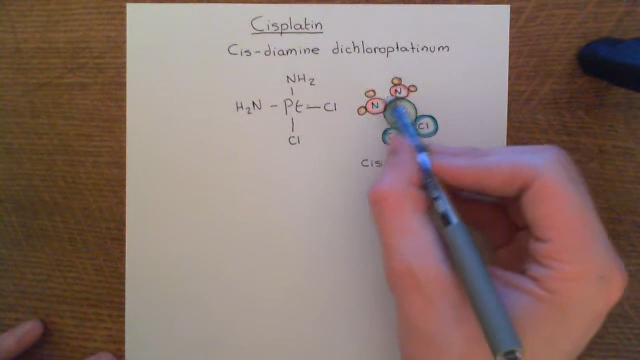 Cisplatin
Cis-diamine dichloroplatinum
NH2
H2N - Pt - Cl
Cl
N
N
Cl
Cis